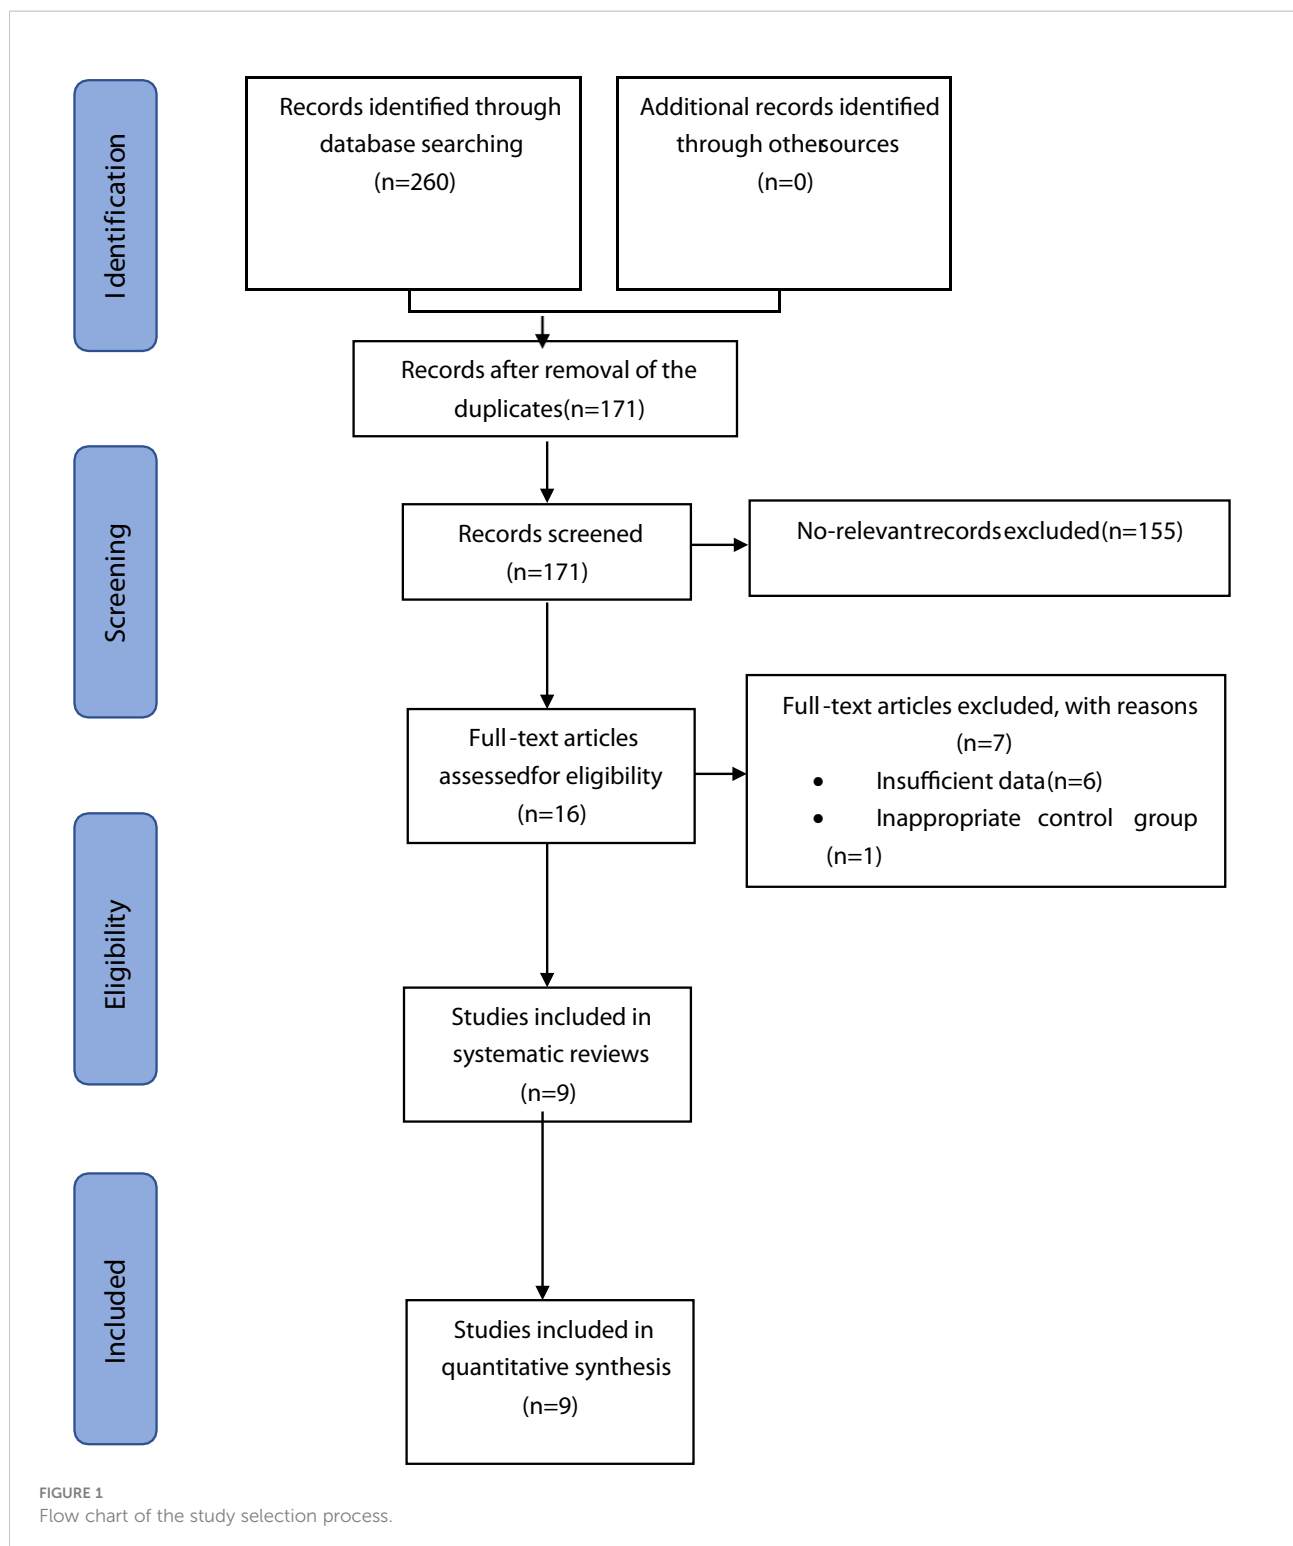 Identification
Records identified through
database searching
(n=260)
Additional records identified
through othersources
(n=0)
Records after removal of the
duplicates(n=171)
Screening
Records screened
(n=171)
No-relevantrecordsexcluded(n=155)
Full-text articles
assessedfor eligibility
(n=16)
Full-text articles excluded, with reasons
(n=7)
• Insufficient data(n=6)
• Inappropriate control group
(n=1)
Eligibility
Studies included in
systematic reviews
(n=9)
Included
Studies included in
quantitative synthesis
(n=9)
FIGURE 1
Flow chart of the study selection process.